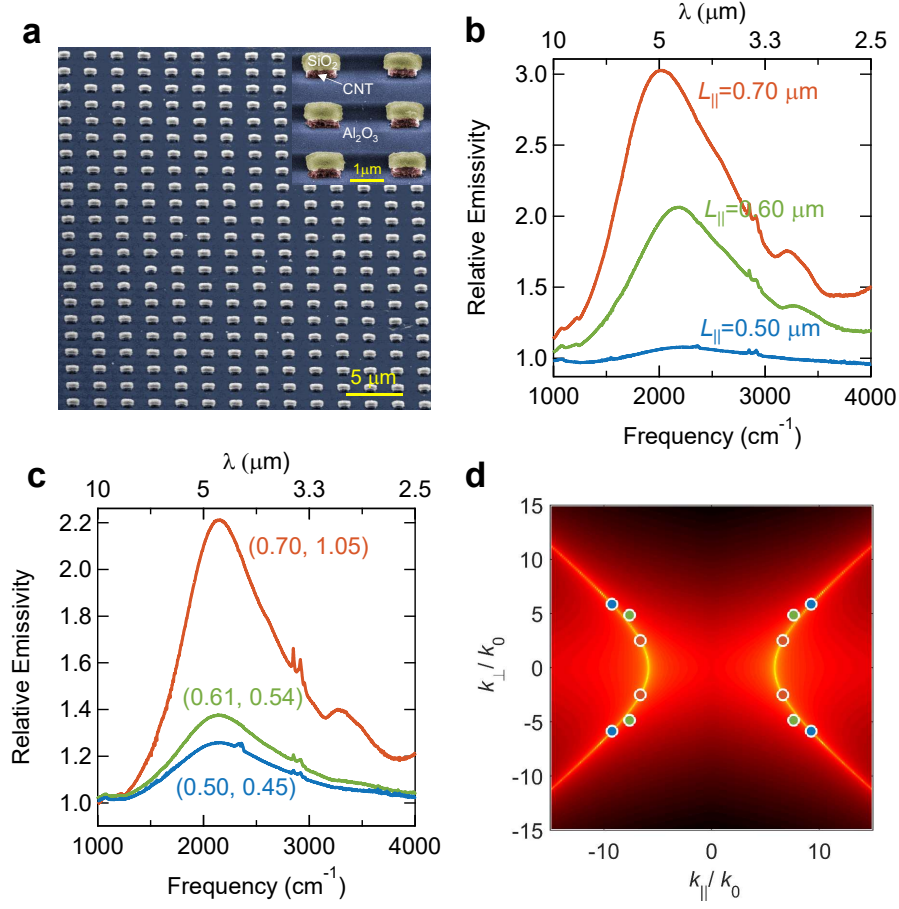 a
SiO₂
CNT
Al₂O₃
1μm
5 μm
b
λ (μm)
10 5 3.3 2.5
3.0
2.5
2.0
1.5
1.0
Relative Emissivity
L||=0.70 μm
L||=0.60 μm
L||=0.50 μm
1000 2000 3000 4000
Frequency (cm⁻¹)
c
λ (μm)
10 5 3.3 2.5
2.2
2.0
1.8
1.6
1.4
1.2
1.0
Relative Emissivity
(0.70, 1.05)
(0.61, 0.54)
(0.50, 0.45)
1000 2000 3000 4000
Frequency (cm⁻¹)
d
15
10
5
0
-5
-10
-15
k⊥/ k₀
-10 0 10
k||/ k₀